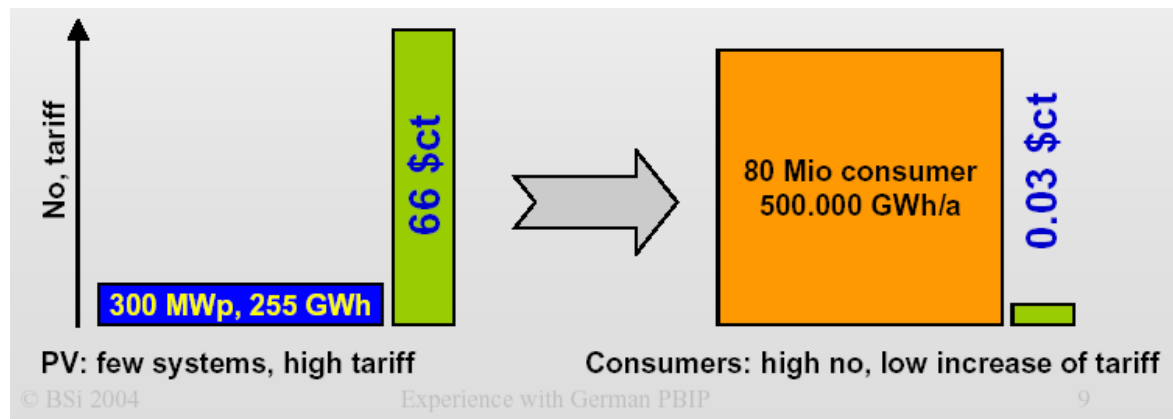 No, tariff
300 MWp, 255 GWh
66 $ct
80 Mio consumer
500.000 GWh/a
0.03 $ct
PV: few systems, high tariff
Consumers: high no, low increase of tariff
© BSi 2004
Experience with German PBIP
9